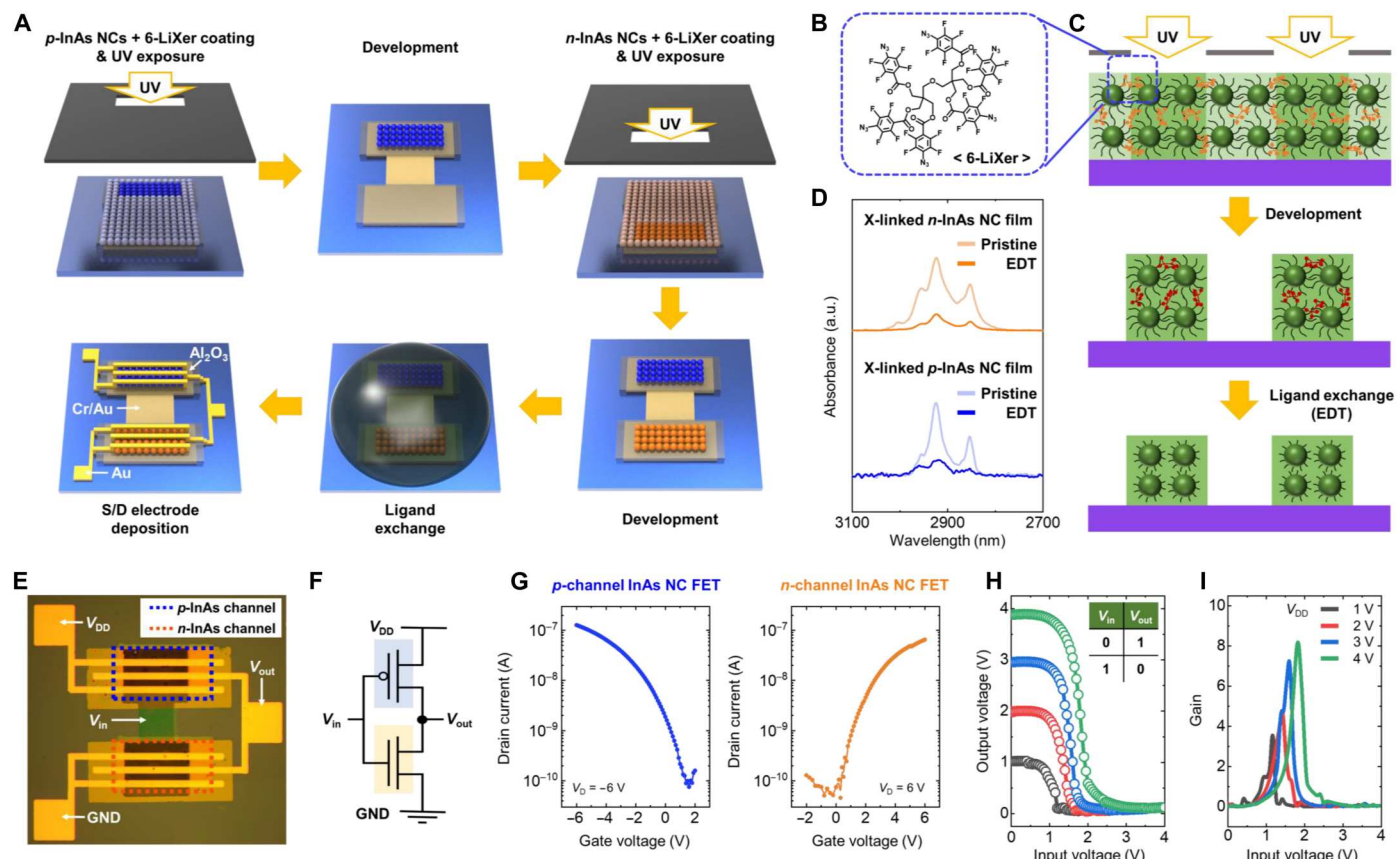 A
p-InAs NCs + 6-LiXer coating
& UV exposure
UV
Development
n-InAs NCs + 6-LiXer coating
& UV exposure
UV
Al2O3
Cr/Au
Au
S/D electrode
deposition
Ligand
exchange
Development
B
N3
F
O
< 6-LiXer >
C
UV
UV
Development
Ligand exchange
(EDT)
D
X-linked n-InAs NC film
Pristine
EDT
X-linked p-InAs NC film
Pristine
EDT
Absorbance (a.u.)
3100
2900
2700
Wavelength (nm)
E
p-InAs channel
n-InAs channel
VDD
Vout
Vin
GND
F
VDD
Vin
Vout
GND
G
p-channel InAs NC FET
Drain current (A)
10−7
10−8
10−9
10−10
VD = −6 V
−6
−4
−2
0
2
Gate voltage (V)
n-channel InAs NC FET
Drain current (A)
10−7
10−8
10−9
10−10
VD = 6 V
−2
0
2
4
6
Gate voltage (V)
H
Output voltage (V)
4
3
2
1
0
Vin Vout
0 1
1 0
0
1
2
3
4
Input voltage (V)
I
Gain
10
8
6
4
2
0
VDD
1 V
2 V
3 V
4 V
0
1
2
3
4
Input voltage (V)